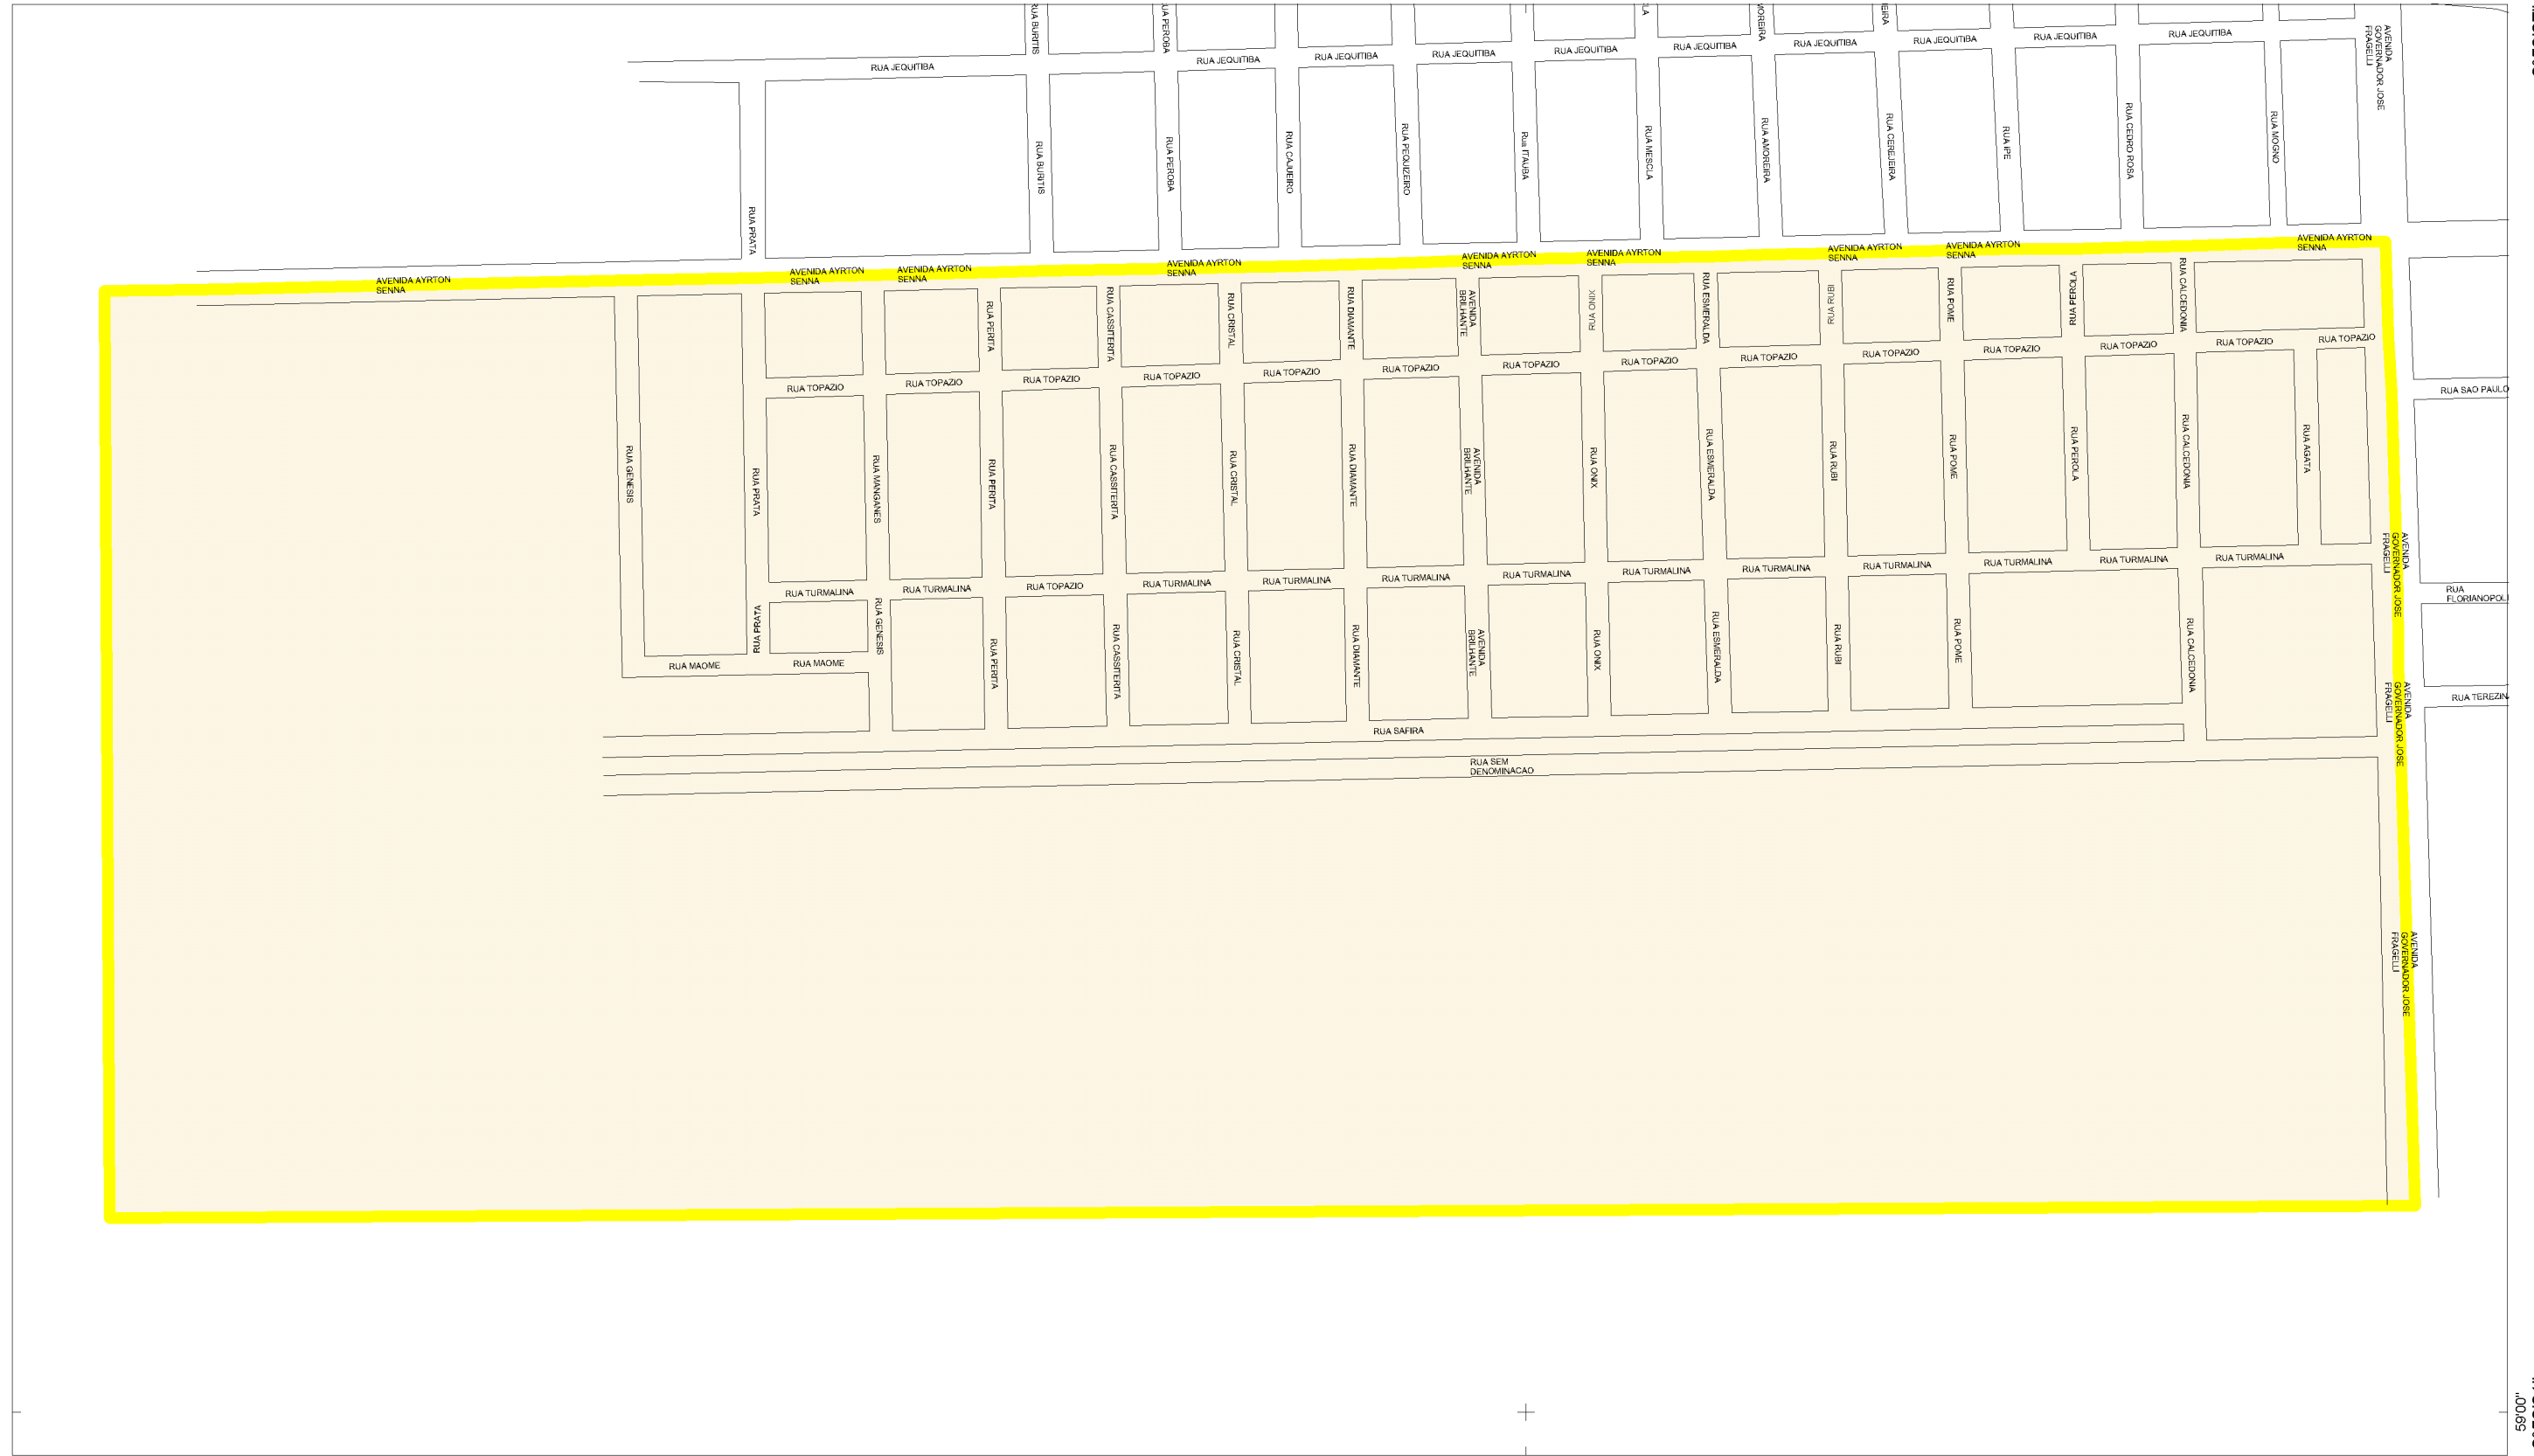 RUA BURITIS
RUA JEQUITIBA
RUA JEQUITIBA
RUA JEQUITIBA
RUA JEQUITIBA
RUA JEQUITIBA
RUA JEQUITIBA
RUA JEQUITIBA
RUA JEQUITIBA
RUA JEQUITIBA
RUA JEQUITIBA
AVENIDA
GOVERNADOR JOSE
FRAGELLI
RUA PRATA
RUA BURITIS
RUA PEROBA
RUA CAJUEIRO
RUA PEQUIZEIRO
RUA ITAUBA
RUA MESCLA
RUA AMOREIRA
RUA CEREJEIRA
RUA IPE
RUA CEDRO ROSA
RUA MOGNO
AVENIDA AYRTON
SENNA
AVENIDA AYRTON
SENNA
AVENIDA AYRTON
SENNA
AVENIDA AYRTON
SENNA
AVENIDA AYRTON
SENNA
AVENIDA AYRTON
SENNA
AVENIDA AYRTON
SENNA
AVENIDA AYRTON
SENNA
AVENIDA AYRTON
SENNA
RUA PERITA
RUA CASSITERITA
RUA CRISTAL
RUA DIAMANTE
AVENIDA
BRILHANTE
RUA ONIX
RUA ESMERALDA
RUA RUBI
RUA POME
RUA PEROLA
RUA CALCEDONIA
RUA TOPAZIO
RUA TOPAZIO
RUA TOPAZIO
RUA TOPAZIO
RUA TOPAZIO
RUA TOPAZIO
RUA TOPAZIO
RUA TOPAZIO
RUA TOPAZIO
RUA TOPAZIO
RUA TOPAZIO
RUA TOPAZIO
RUA TOPAZIO
RUA TOPAZIO
RUA SAO PAULO
RUA GENESIS
RUA PRATA
RUA MANGANES
RUA PERITA
RUA CASSITERITA
RUA CRISTAL
RUA DIAMANTE
AVENIDA
BRILHANTE
RUA ONIX
RUA ESMERALDA
RUA RUBI
RUA POME
RUA PEROLA
RUA CALCEDONIA
RUA AGATA
AVENIDA
GOVERNADOR JOSE
FRAGELLI
RUA TURMALINA
RUA TURMALINA
RUA TOPAZIO
RUA TURMALINA
RUA TURMALINA
RUA TURMALINA
RUA TURMALINA
RUA TURMALINA
RUA TURMALINA
RUA TURMALINA
RUA TURMALINA
RUA TURMALINA
RUA TURMALINA
RUA
RUA PRATA
RUA GENESIS
RUA PERITA
RUA CASSITERITA
RUA CRISTAL
RUA DIAMANTE
AVENIDA
BRILHANTE
RUA ONIX
RUA ESMERALDA
RUA RUBI
RUA POME
RUA CALCEDONIA
AVENIDA
GOVERNADOR JOSE
FRAGELLI
RUA MAOME
RUA MAOME
RUA
RUA SAFIRA
RUA SEM
DENOMINACAO
AVENIDA
GOVERNADOR JOSE
FRAGELLI